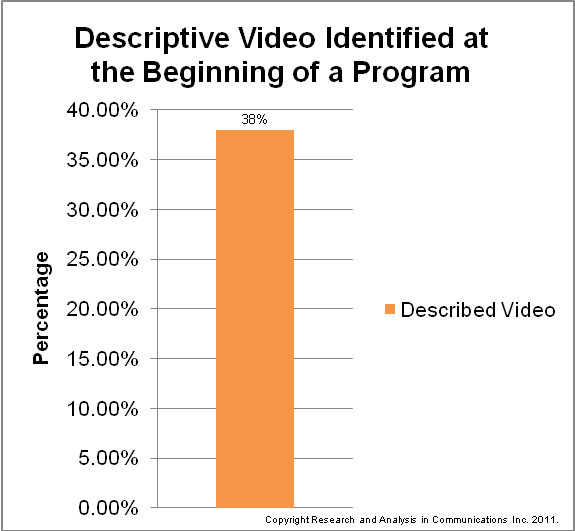 Descriptive Video Identified at
the Beginning of a Program
40.00%
35.00%
30.00%
25.00%
20.00%
15.00%
10.00%
5.00%
0.00%
Percentage
38%
Described Video
Copyright Research and Analysis in Communications Inc. 2011.